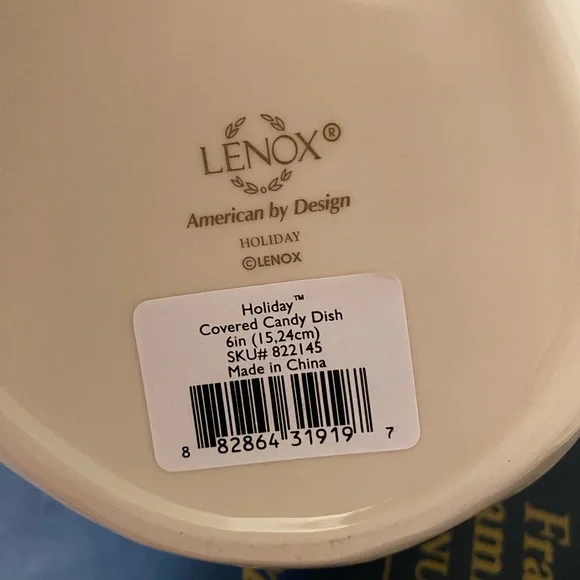 LENOX®
American by Design
HOLIDAY
©LENOX
Holiday™
Covered Candy Dish
6in (15,24cm)
SKU# 822145
Made in China
8 82864 31919 7